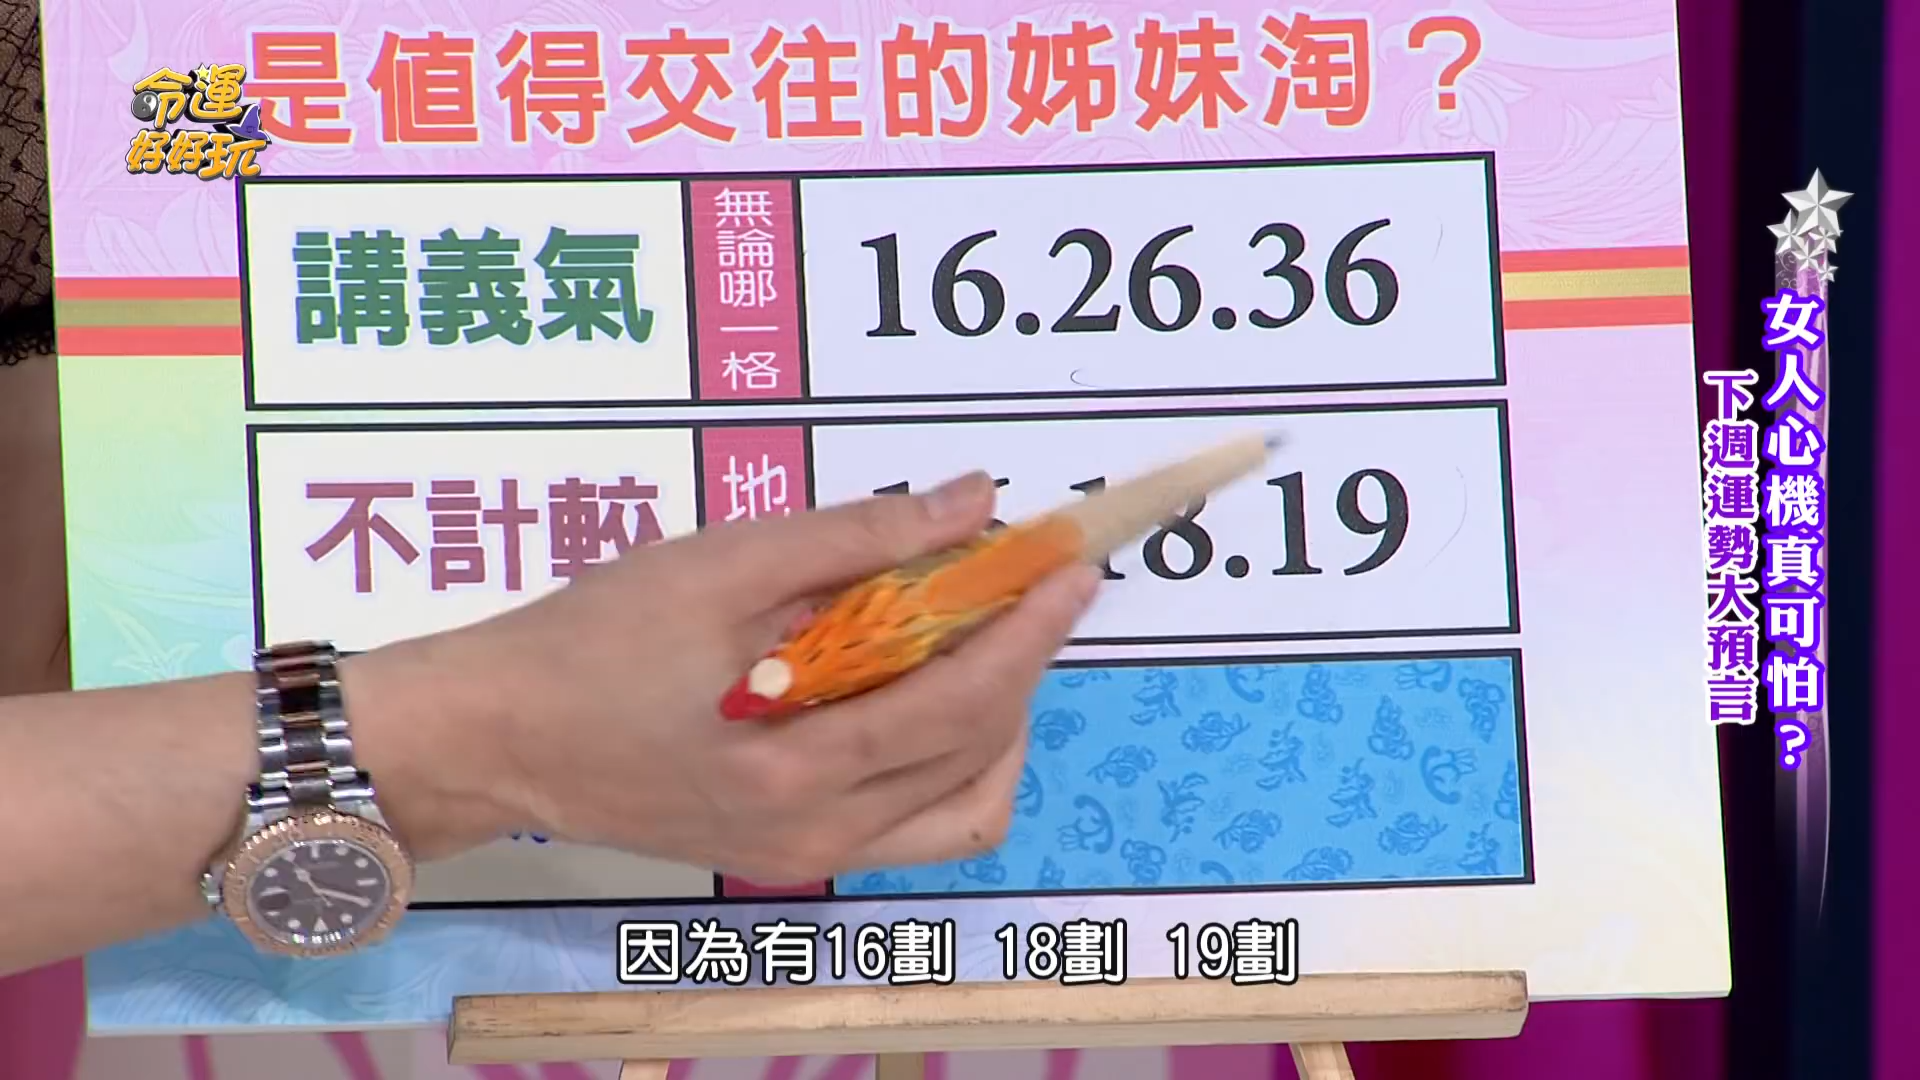 命運
好好玩
是值得交往的姊妹淘？
講義氣
無論哪一格
16.26.36
不計較
地
18.19
女人心機真可怕？
下週運勢大預言
因為有16劃 18劃 19劃